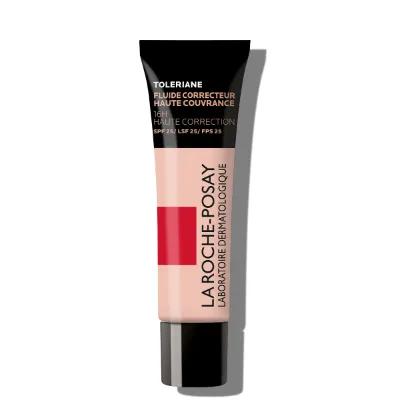 TOLERIANE
FLUIDE CORRECTEUR
HAUTE COUVRANCE
16H
HAUTE CORRECTION
SPF 25/ LSF 25/ FPS 25
LA ROCHE-POSAY
LABORATOIRE DERMATOLOGIQUE